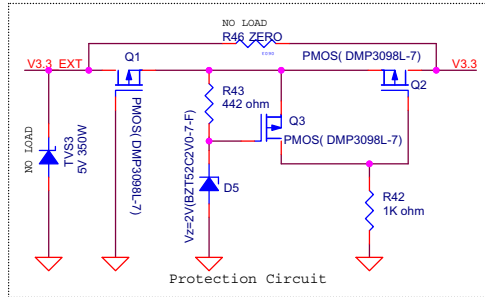 NO LOAD
R46 ZERO
V3.3_EXT
Q1
PMOS( DMP3098L-7)
V3.3
R43
442 ohm
Q3
PMOS( DMP3098L-7)
Q2
NO LOAD
TVS3
5V 350W
PMOS( DMP3098L-7)
Vz=2V(BZT52C2V0-7-F)
D5
R42
1K ohm
Protection Circuit